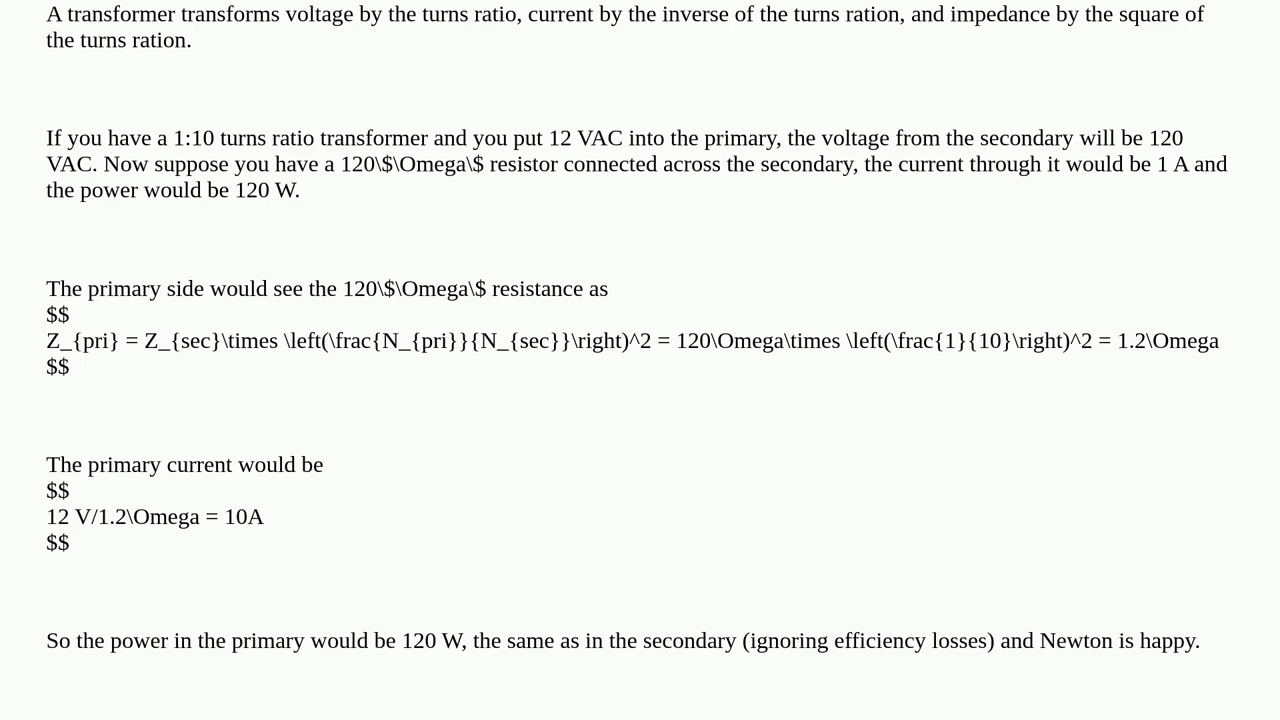 A transformer transforms voltage by the turns ratio, current by the inverse of the turns ration, and impedance by the square of
the turns ration.
If you have a 1:10 turns ratio transformer and you put 12 VAC into the primary, the voltage from the secondary will be 120
VAC. Now suppose you have a 120\$\Omega\$ resistor connected across the secondary, the current through it would be 1 A and
the power would be 120 W.
The primary side would see the 120\$\Omega\$ resistance as
$$
Z_{pri} = Z_{sec}\times \left(\frac{N_{pri}}{N_{sec}}\right)^2 = 120\Omega\times \left(\frac{1}{10}\right)^2 = 1.2\Omega
$$
The primary current would be
$$
12 V/1.2\Omega = 10A
$$
So the power in the primary would be 120 W, the same as in the secondary (ignoring efficiency losses) and Newton is happy.